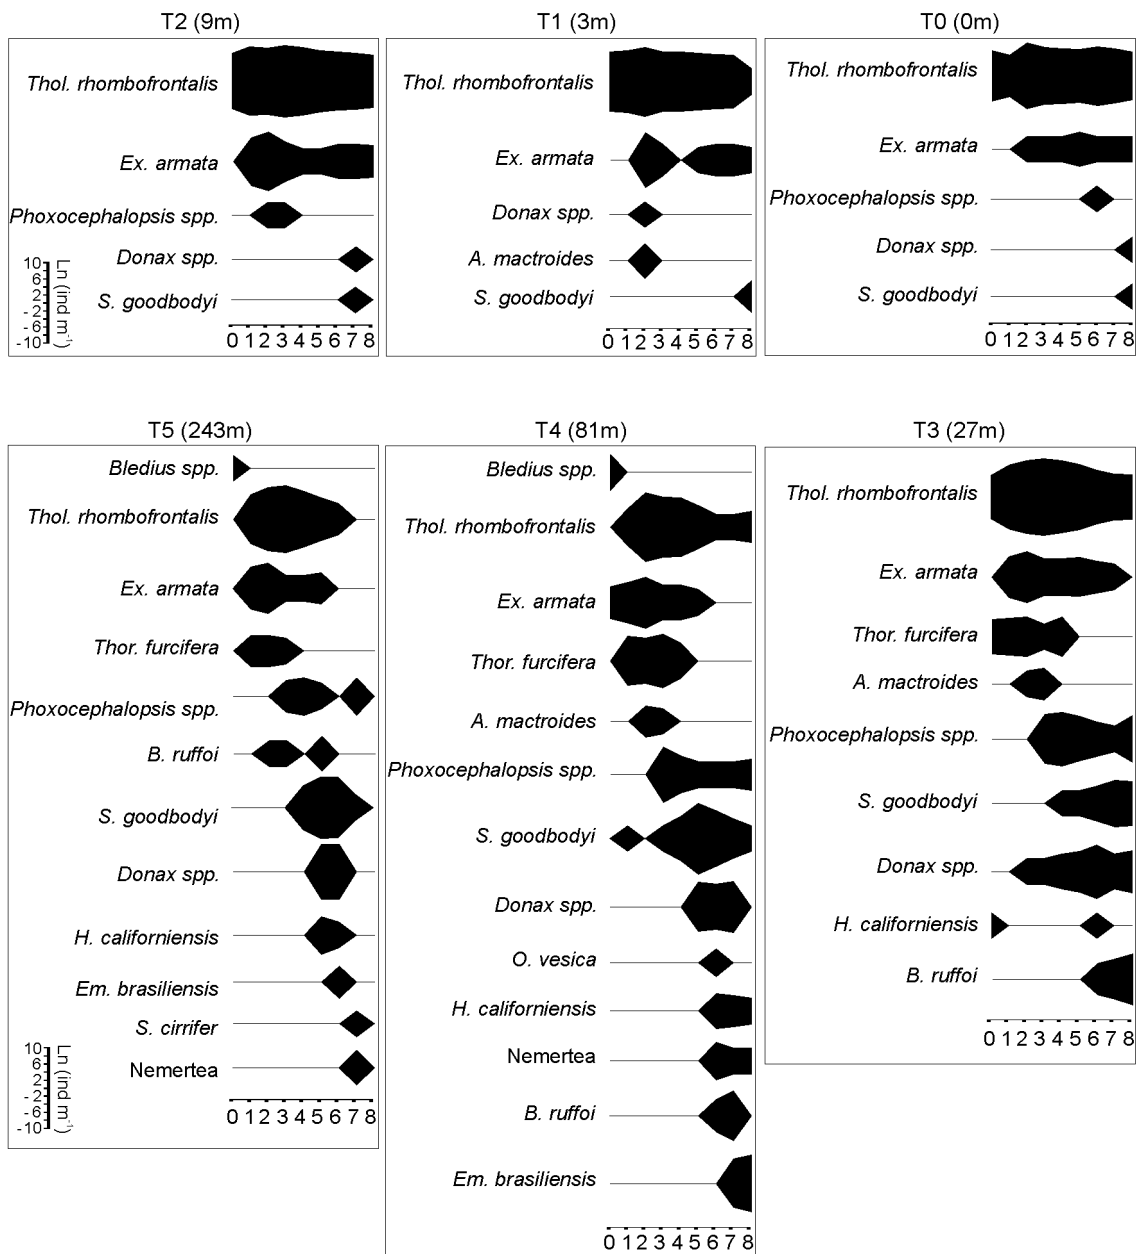 T2 (9m)
Thol. rhombofrontalis
Ex. armata
Phoxocephalopsis spp.
Donax spp.
S. goodbodyi
10
6
2
-2
-6
-10
Ln (ind m⁻¹)
0 1 2 3 4 5 6 7 8
T1 (3m)
Thol. rhombofrontalis
Ex. armata
Donax spp.
A. mactroides
S. goodbodyi
0 1 2 3 4 5 6 7 8
T0 (0m)
Thol. rhombofrontalis
Ex. armata
Phoxocephalopsis spp.
Donax spp.
S. goodbodyi
0 1 2 3 4 5 6 7 8
T5 (243m)
Bledius spp.
Thol. rhombofrontalis
Ex. armata
Thor. furcifera
Phoxocephalopsis spp.
B. ruffoi
S. goodbodyi
Donax spp.
H. californiensis
Em. brasiliensis
S. cirrifer
Nemertea
10
6
2
-2
-6
-10
Ln (ind m⁻¹)
0 1 2 3 4 5 6 7 8
T4 (81m)
Bledius spp.
Thol. rhombofrontalis
Ex. armata
Thor. furcifera
A. mactroides
Phoxocephalopsis spp.
S. goodbodyi
Donax spp.
O. vesica
H. californiensis
Nemertea
B. ruffoi
Em. brasiliensis
0 1 2 3 4 5 6 7 8
T3 (27m)
Thol. rhombofrontalis
Ex. armata
Thor. furcifera
A. mactroides
Phoxocephalopsis spp.
S. goodbodyi
Donax spp.
H. californiensis
B. ruffoi
0 1 2 3 4 5 6 7 8